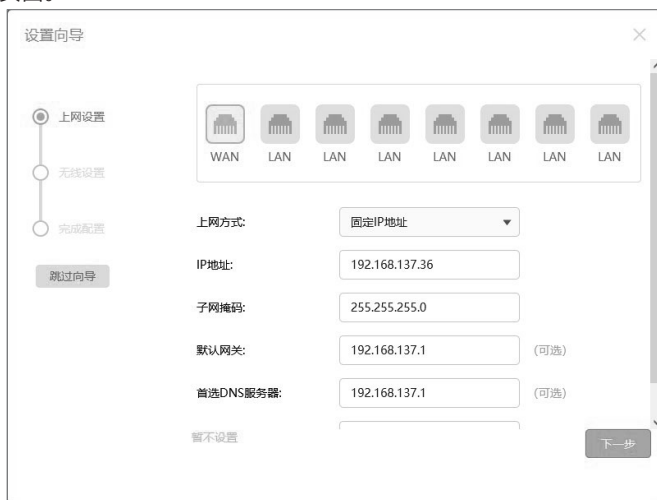 设置向导
上网设置
无线设置
完成配置
跳过向导
WAN LAN LAN LAN LAN LAN LAN LAN
上网方式: 固定IP地址
IP地址: 192.168.137.36
子网掩码: 255.255.255.0
默认网关: 192.168.137.1 (可选)
首选DNS服务器: 192.168.137.1 (可选)
暂不设置
下一步